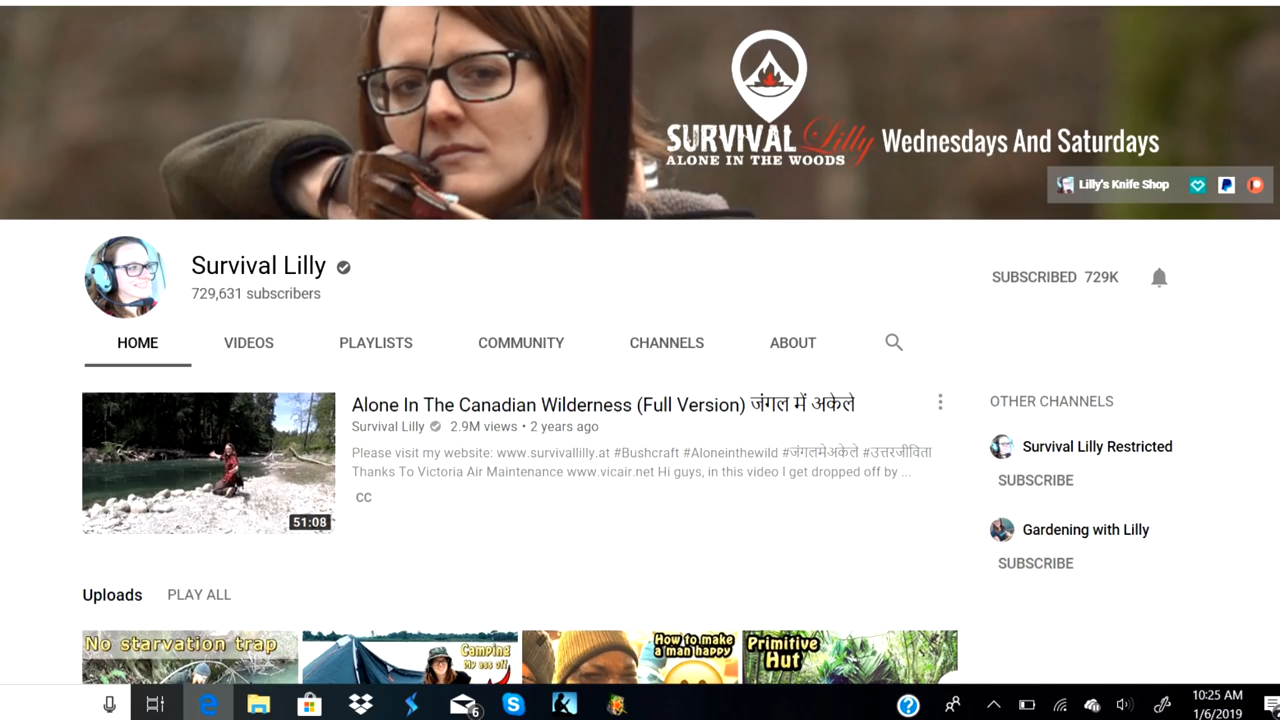 SURVIVAL Lilly
ALONE IN THE WOODS
Wednesdays And Saturdays
Lilly's Knife Shop
Survival Lilly
729,631 subscribers
SUBSCRIBED 729K
HOME VIDEOS PLAYLISTS COMMUNITY CHANNELS ABOUT
Alone In The Canadian Wilderness (Full Version) जंगल में अकेले
Survival Lilly 2.9M views • 2 years ago
Please visit my website: www.survivallilly.at #Bushcraft #Aloneinthewild #जंगलमेअकेले #उत्तरजीविता
Thanks To Victoria Air Maintenance www.vicair.net Hi guys, in this video I get dropped off by ...
CC
51:08
OTHER CHANNELS
Survival Lilly Restricted
SUBSCRIBE
Gardening with Lilly
SUBSCRIBE
Uploads PLAY ALL
No starvation trap
Camping
My ass off
How to make
a man happy
Primitive
Hut
6
10:25 AM
1/6/2019